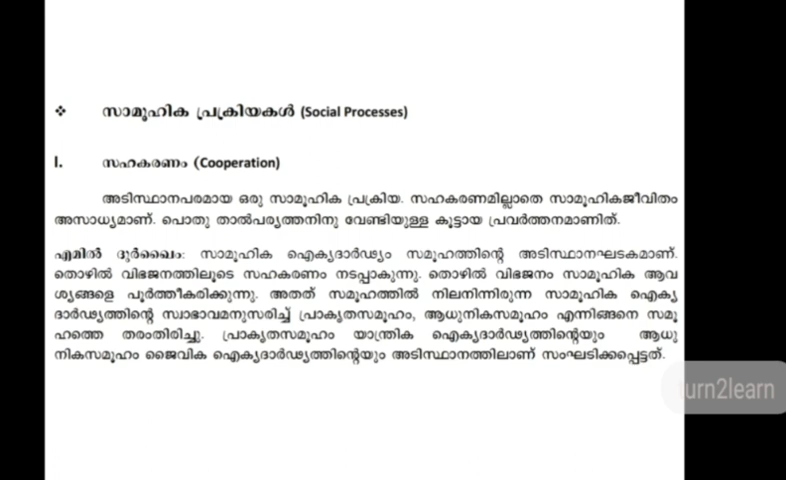 ❖ സാമൂഹിക പ്രക്രിയകൾ (Social Processes)
I. സഹകരണം (Cooperation)
അടിസ്ഥാനപരമായ ഒരു സാമൂഹിക പ്രക്രിയ. സഹകരണമില്ലാതെ സാമൂഹികജീവിതം
അസാധ്യമാണ്. പൊതു താൽപര്യത്തിനു വേണ്ടിയുള്ള കൂട്ടായ പ്രവർത്തനമാണിത്.
എമിൽ ദുർഖൈം: സാമൂഹിക ഐക്യദാർഢ്യം സമൂഹത്തിന്റെ അടിസ്ഥാനഘടകമാണ്.
തൊഴിൽ വിഭജനത്തിലൂടെ സഹകരണം നടപ്പാകുന്നു. തൊഴിൽ വിഭജനം സാമൂഹിക ആവ
ശ്യങ്ങളെ പൂർത്തീകരിക്കുന്നു. അതത് സമൂഹത്തിൽ നിലനിന്നിരുന്ന സാമൂഹിക ഐക്യ
ദാർഢ്യത്തിന്റെ സ്വാഭാവമനുസരിച്ച് പ്രാകൃതസമൂഹം, ആധുനികസമൂഹം എന്നിങ്ങനെ സമൂ
ഹത്തെ തരംതിരിച്ചു. പ്രാകൃതസമൂഹം യാന്ത്രിക ഐക്യദാർഢ്യത്തിന്റെയും ആധു
നികസമൂഹം ജൈവിക ഐക്യദാർഢ്യത്തിന്റെയും അടിസ്ഥാനത്തിലാണ് സംഘടിക്കപ്പെട്ടത്.
turn2learn